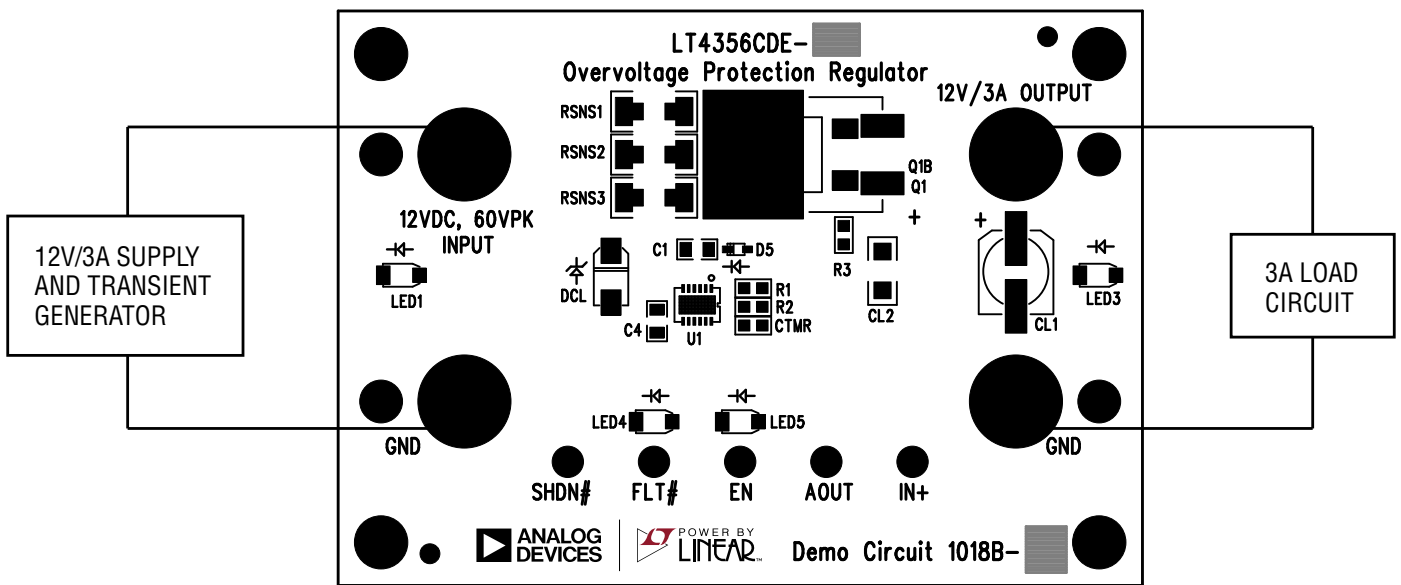 LT4356CDE-
Overvoltage Protection Regulator
12V/3A OUTPUT
RSNS1
RSNS2
RSNS3
Q1B
Q1
+
12VDC, 60VPK
INPUT
12V/3A SUPPLY
AND TRANSIENT
GENERATOR
LED1
DCL
C1
D5
R3
R1
R2
CTMR
C4
U1
CL2
+
CL1
LED3
3A LOAD
CIRCUIT
LED4
LED5
GND
GND
SHDN#
FLT#
EN
AOUT
IN+
ANALOG
DEVICES
POWER BY
LINEAR™
Demo Circuit 1018B-